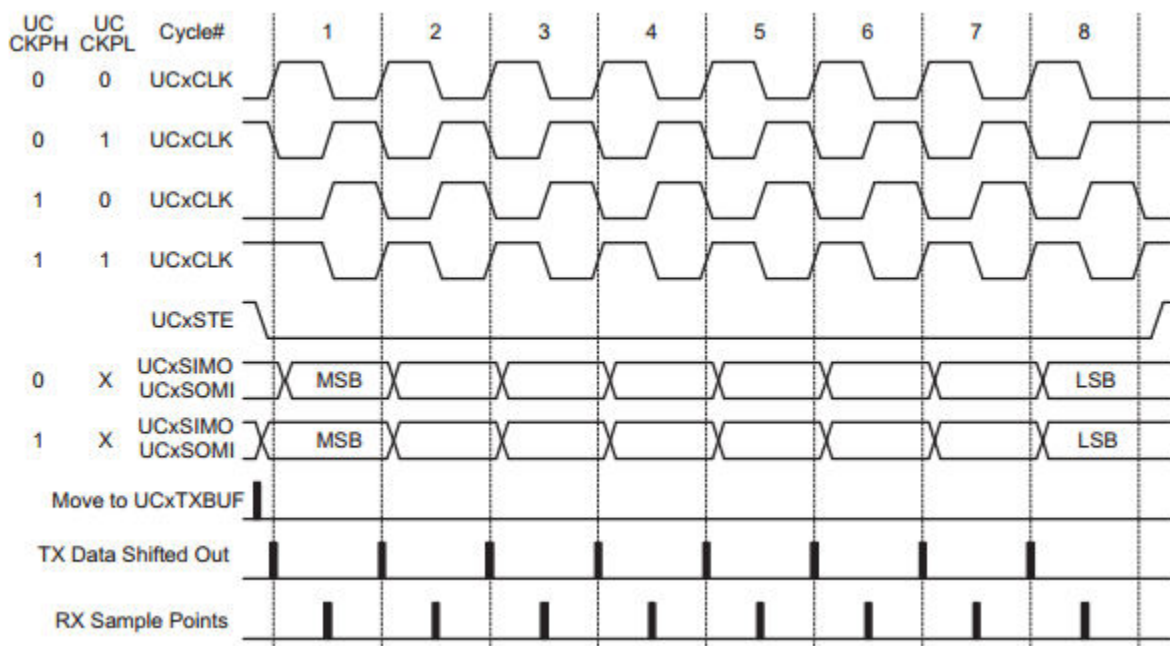 UC UC Cycle# 1 2 3 4 5 6 7 8
CKPH CKPL
0 0 UCxCLK
0 1 UCxCLK
1 0 UCxCLK
1 1 UCxCLK
UCxSTE
0 X UCxSIMO MSB LSB
UCxSOMI
1 X UCxSIMO MSB LSB
UCxSOMI
Move to UCxTXBUF
TX Data Shifted Out
RX Sample Points